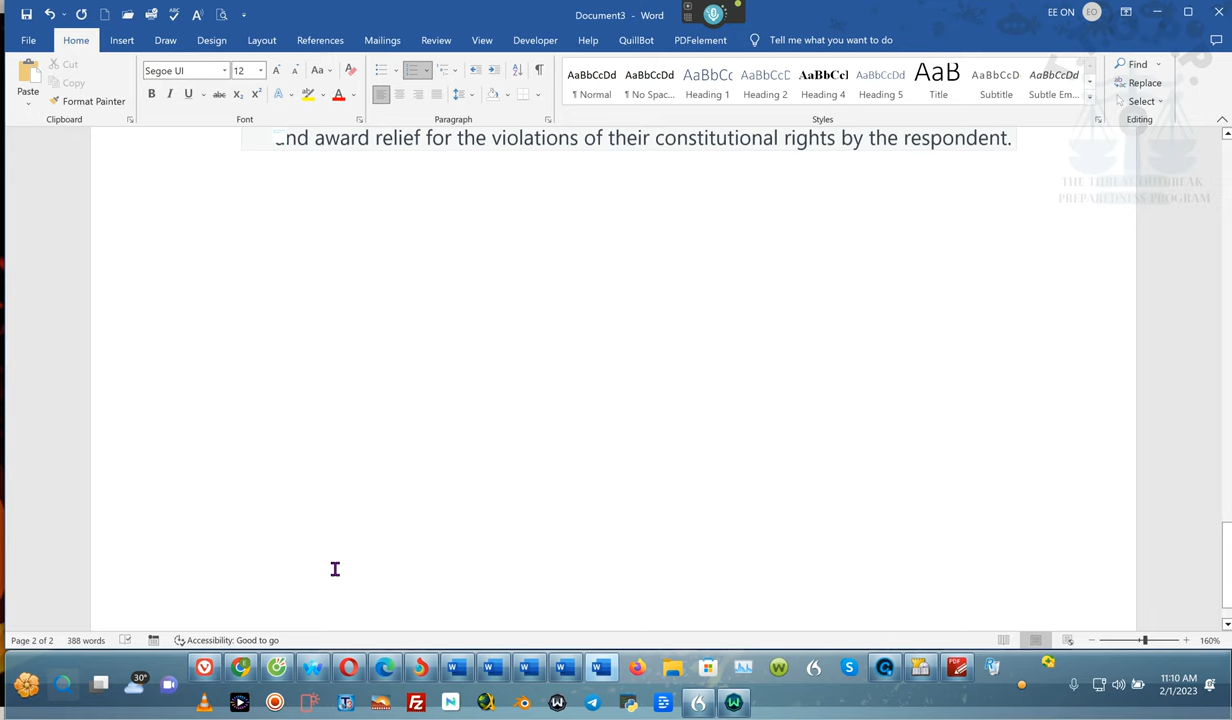 Document3 - Word
EE ON
EO
File
Home
Insert
Draw
Design
Layout
References
Mailings
Review
View
Developer
Help
QuillBot
PDFelement
Tell me what you want to do
Paste
Cut
Copy
Format Painter
Clipboard
Segoe UI
12
Font
Paragraph
AaBbCcDd
¶ Normal
AaBbCcDd
¶ No Spac...
AaBbCc
Heading 1
AaBbCcDd
Heading 2
AaBbCcl
Heading 4
AaBbCcDd
Heading 5
AaB
Title
AaBbCcD
Subtitle
AaBbCcDd
Subtle Em...
Styles
Find
Replace
Select
Editing
and award relief for the violations of their constitutional rights by the respondent.
THE THREAT OUTBREAK
PREPAREDNESS PROGRAM
Page 2 of 2
388 words
Accessibility: Good to go
160%
30°
11:10 AM
2/1/2023